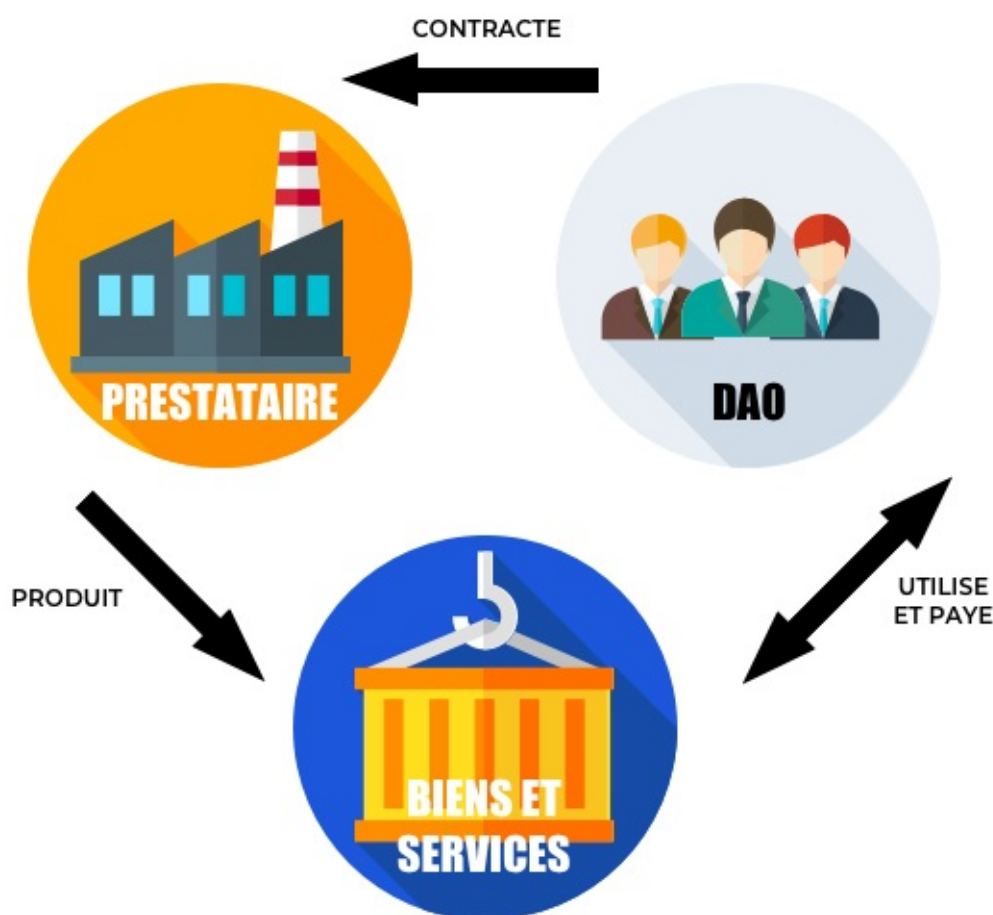 CONTRACTE
PRESTATAIRE
DAO
PRODUIT
UTILISE
ET PAYE
BIENS ET
SERVICES